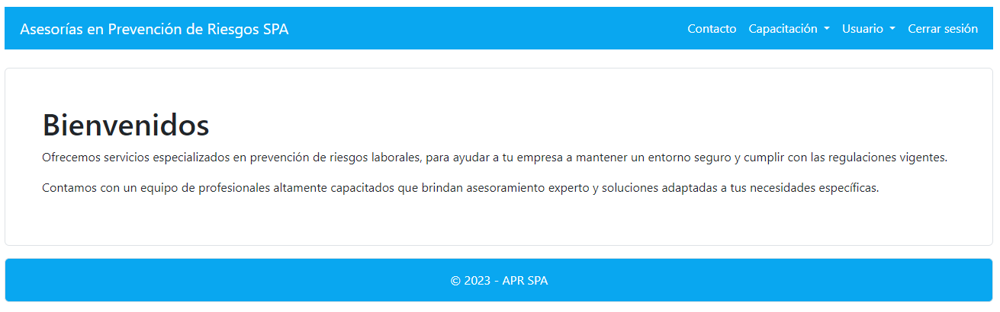 Asesorías en Prevención de Riesgos SPA
Contacto
Capacitación
Usuario
Cerrar sesión
Bienvenidos
Ofrecemos servicios especializados en prevención de riesgos laborales, para ayudar a tu empresa a mantener un entorno seguro y cumplir con las regulaciones vigentes.
Contamos con un equipo de profesionales altamente capacitados que brindan asesoramiento experto y soluciones adaptadas a tus necesidades específicas.
© 2023 - APR SPA